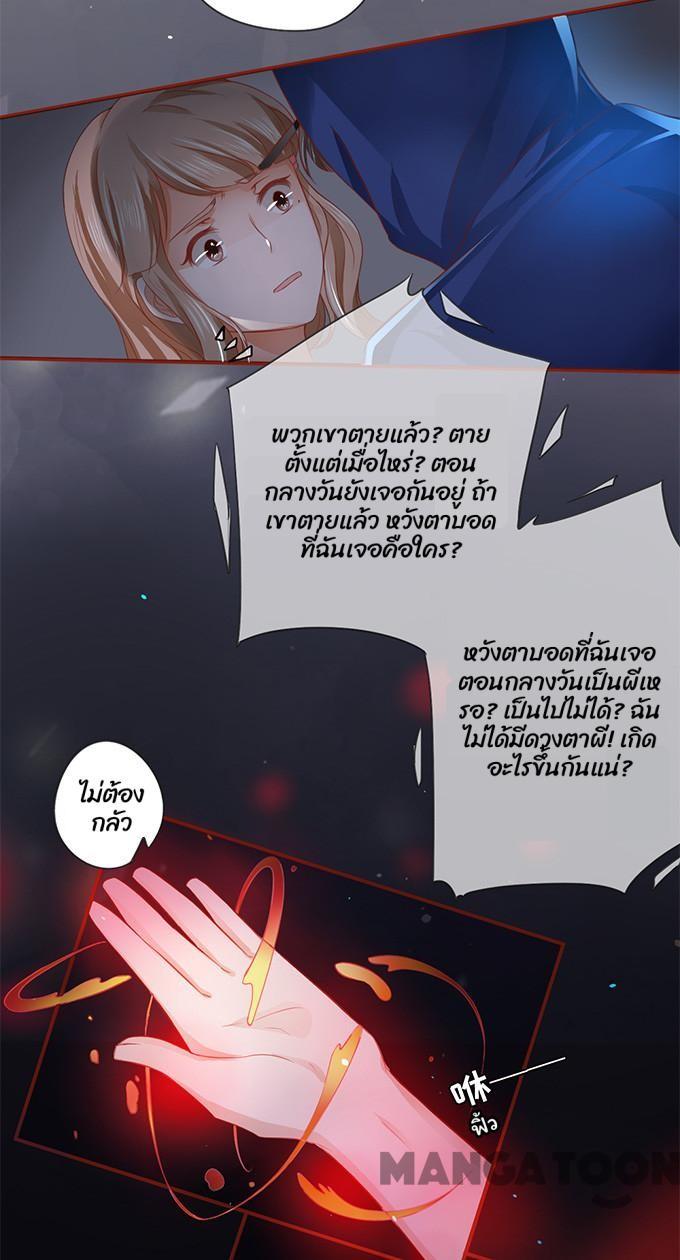 พวกเขาตายแล้ว? ตาย
ตั้งแต่เมื่อไหร่? ตอน
กลางวันยังเจอกันอยู่ ถ้า
เขาตายแล้ว หวังตาบอด
ที่ฉันเจอคือใคร?
หวังตาบอดที่ฉันเจอ
ตอนกลางวันเป็นผีเห
รอ? เป็นไปไม่ได้? ฉัน
ไม่ได้มีดวงตาผี! เกิด
อะไรขึ้นกันแน่?
ไม่ต้อง
กลัว
咻
ฟิ้ว
MANGATOON